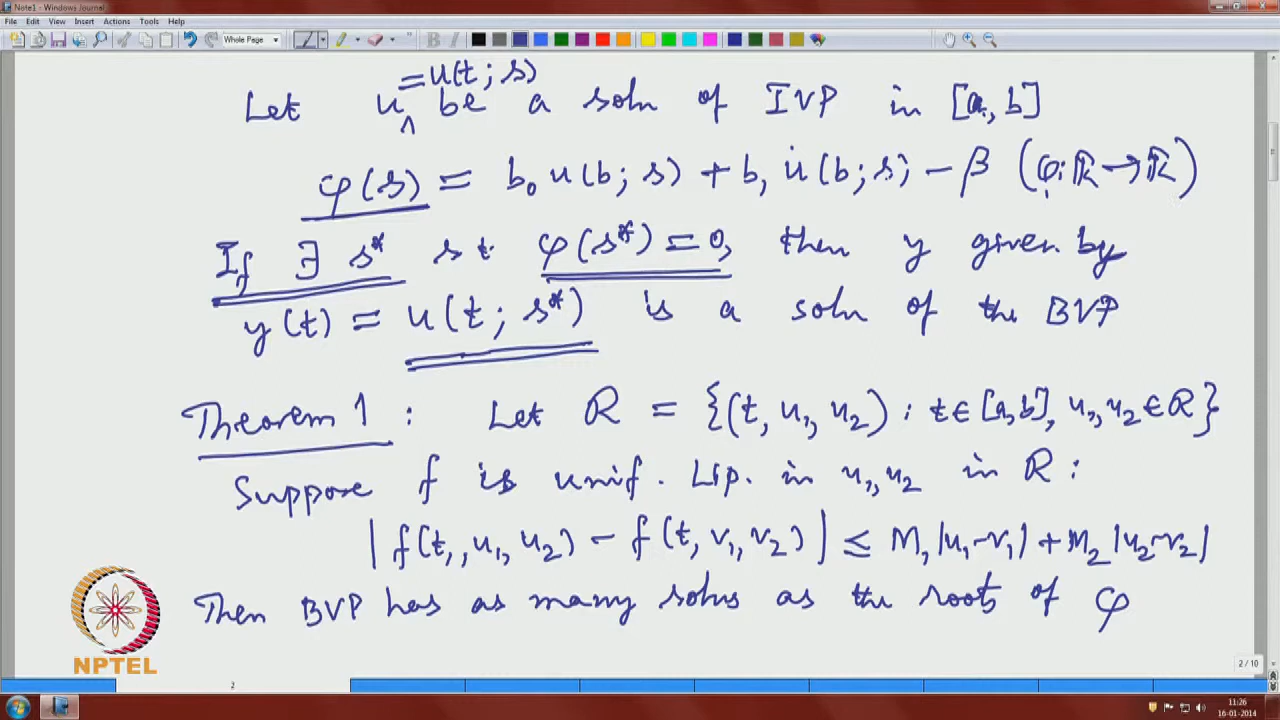 Note1 - Windows Journal
File Edit View Insert Actions Tools Help
Whole Page
= u(t; s)
Let u ^ be a soln of IVP in [a, b]
φ(s) = b₀ u(b; s) + b₁ u̇(b; s) - β (φ: ℝ → ℝ)
If ∃ s* s.t. φ(s*) = 0, then y given by
y(t) = u(t; s*) is a soln of the BVP
Theorem 1 : Let R = {(t, u₁, u₂) : t ∈ [a, b], u₁, u₂ ∈ ℝ}
Suppose f is unif. Lip. in u₁, u₂ in R :
|f(t, u₁, u₂) - f(t, v₁, v₂)| ≤ M₁|u₁-v₁| + M₂|u₂-v₂|
Then BVP has as many solns as the roots of φ
NPTEL
2 / 10
2
11:26
16-01-2014